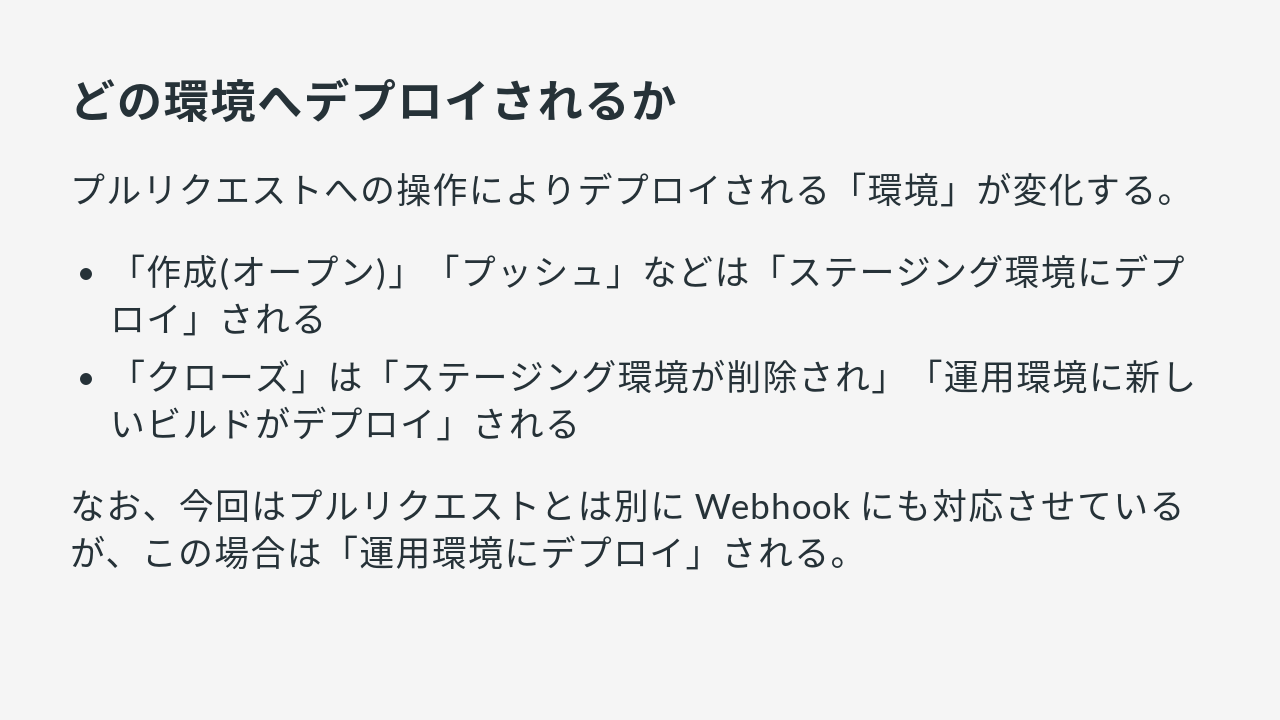 どの環境へデプロイされるか
プルリクエストへの操作によりデプロイされる「環境」が変化する。
• 「作成(オープン)」「プッシュ」などは「ステージング環境にデプ
ロイ」される
• 「クローズ」は「ステージング環境が削除され」「運用環境に新し
いビルドがデプロイ」される
なお、今回はプルリクエストとは別に Webhook にも対応させている
が、この場合は「運用環境にデプロイ」される。